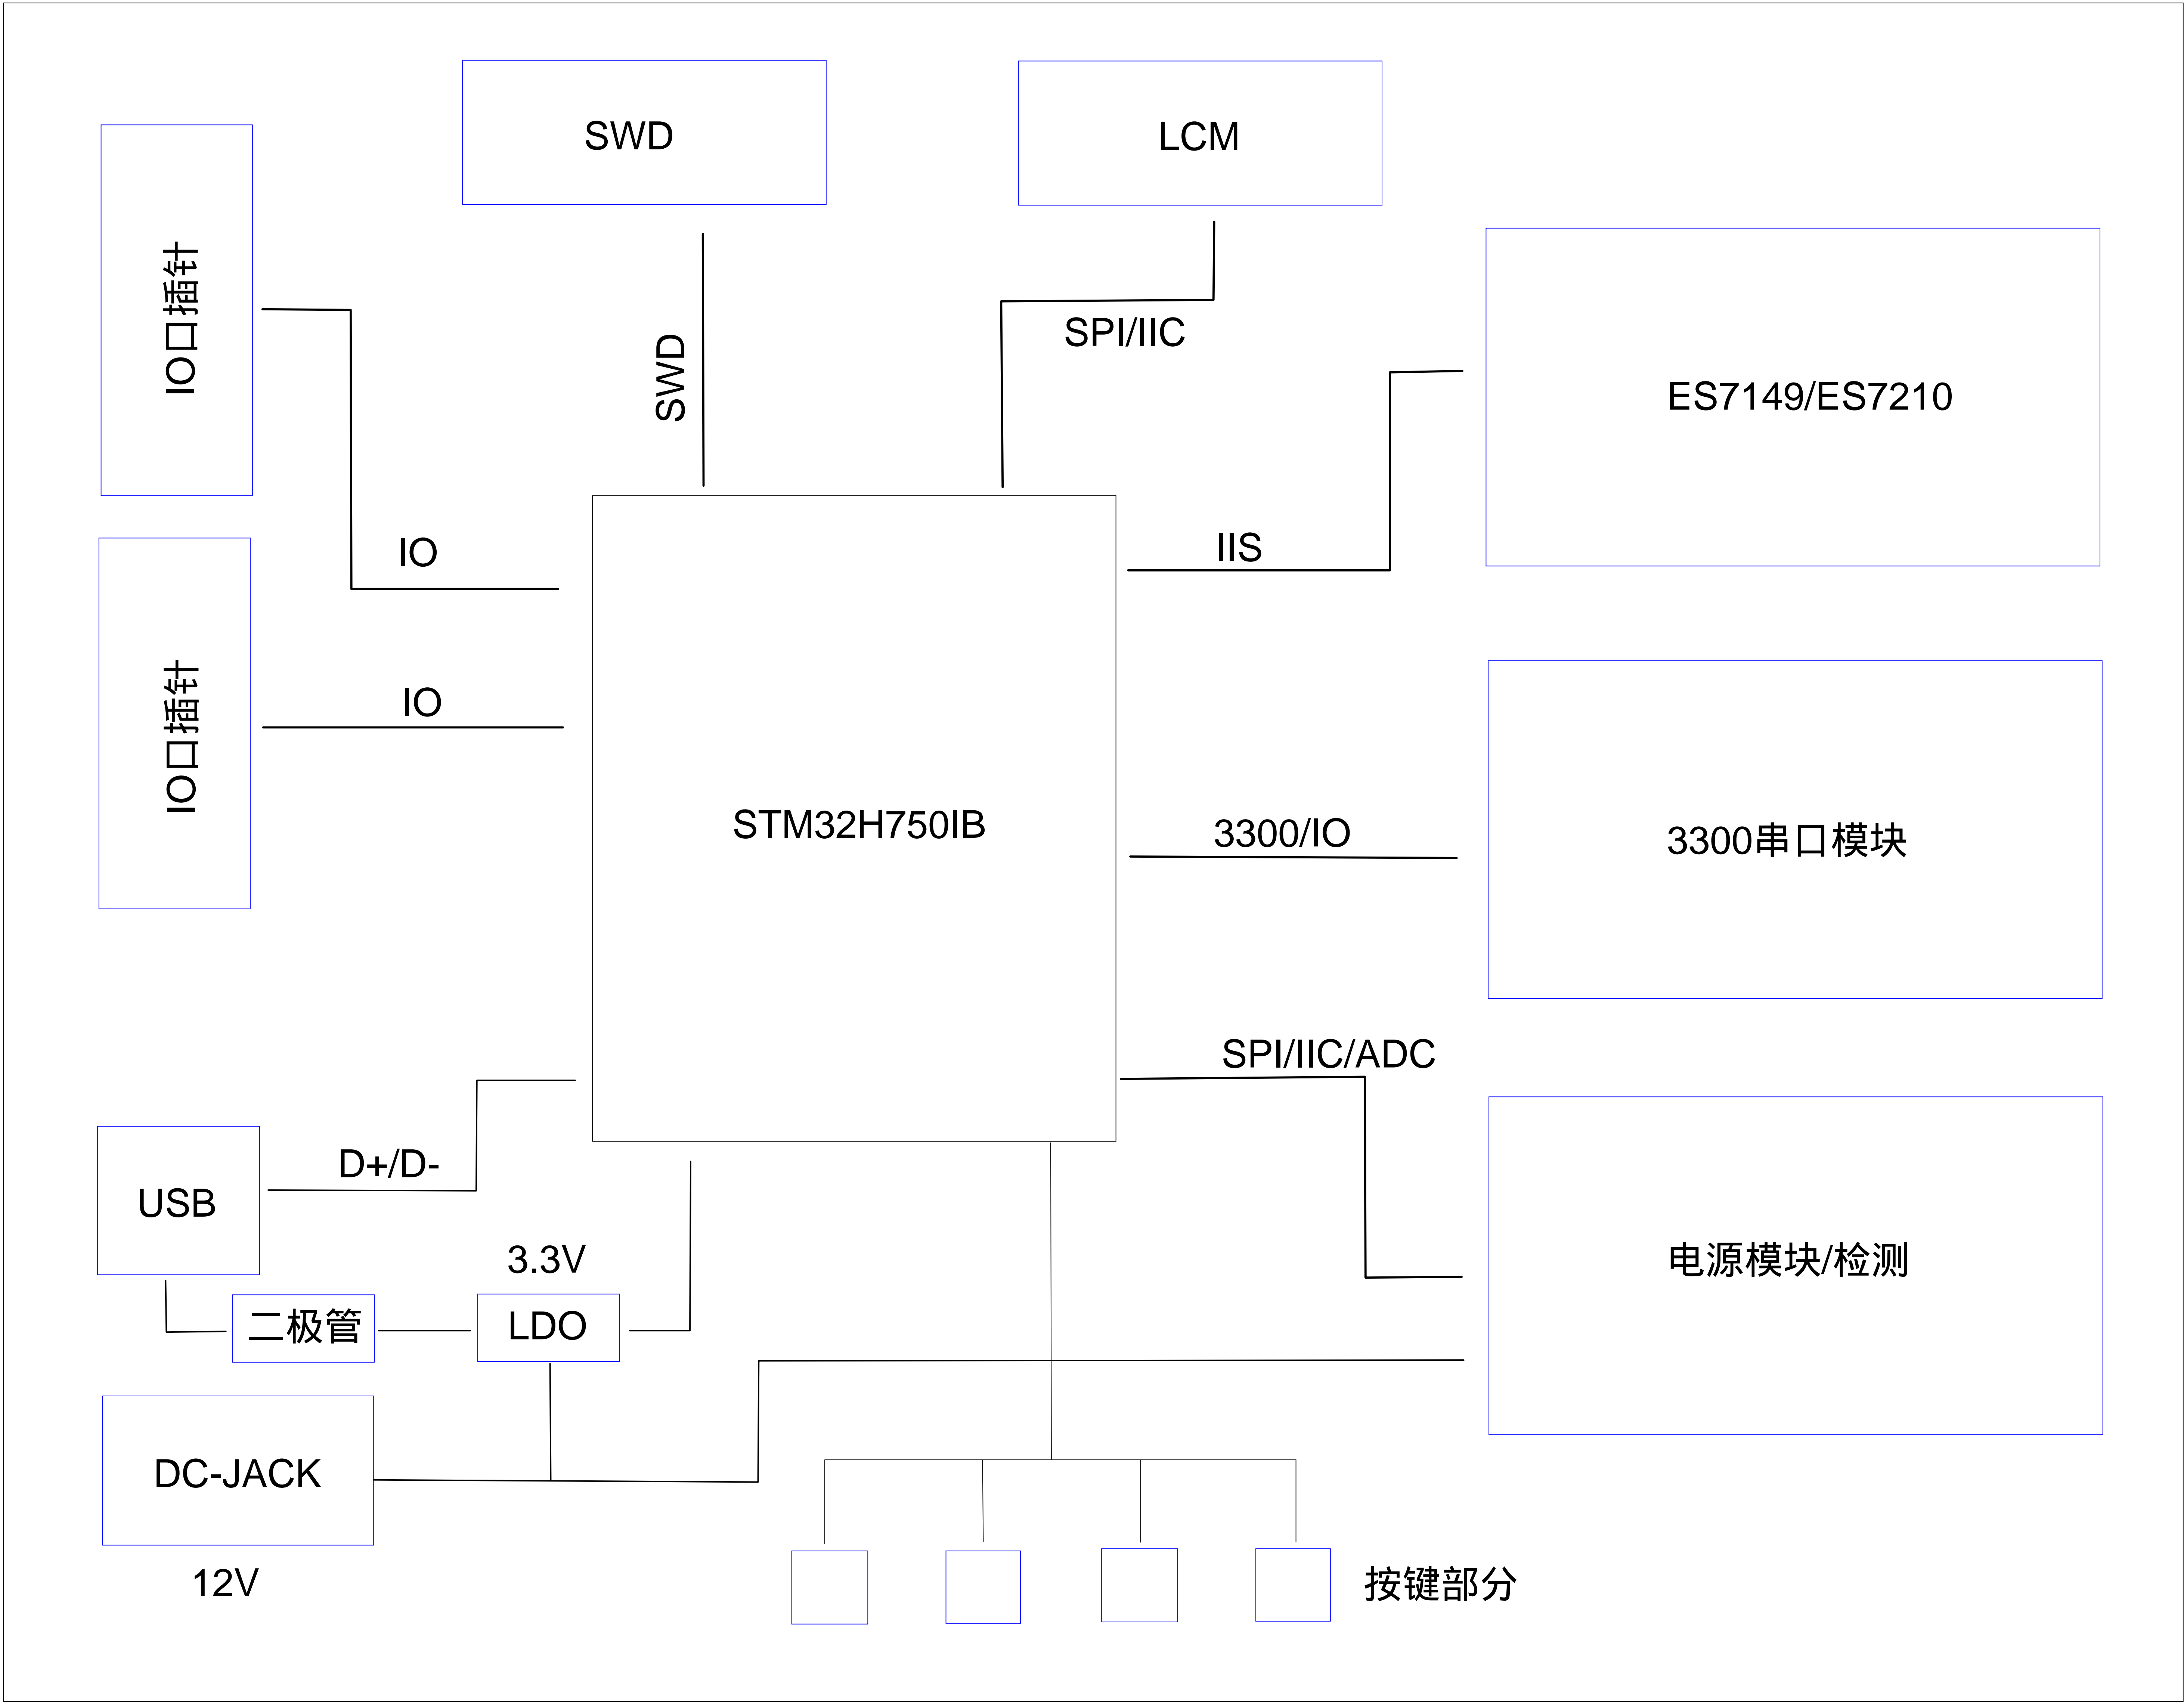 SWD
LCM
IO口插针
SWD
SPI/IIC
ES7149/ES7210
IO
IIS
IO口插针
IO
STM32H750IB
3300/IO
3300串口模块
SPI/IIC/ADC
USB
D+/D-
3.3V
二极管
LDO
电源模块/检测
DC-JACK
12V
按键部分